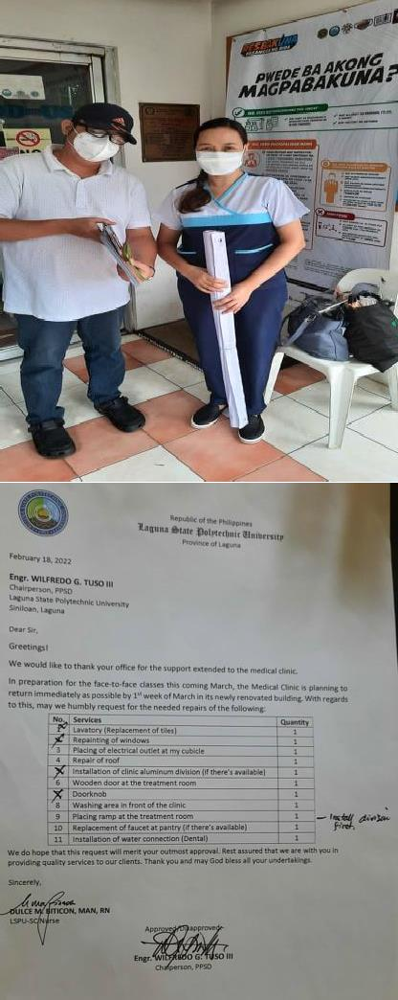 RESBAKUNA
PWEDE BA AKONG
MAGPABAKUNA?
NO
Republic of the Philippines
Laguna State Polytechnic University
Province of Laguna
February 18, 2022
Engr. WILFREDO G. TUSO III
Chairperson, PPSD
Laguna State Polytechnic University
Siniloan, Laguna
Dear Sir,
Greetings!
We would like to thank your office for the support extended to the medical clinic.
In preparation for the face-to-face classes this coming March, the Medical Clinic is planning to
return immediately as possible by 1st week of March in its newly renovated building. With regards
to this, may we humbly request for the needed repairs of the following:
No. Services Quantity
Lavatory (Replacement of tiles) 1
Repainting of windows 1
3 Placing of electrical outlet at my cubicle 1
4 Repair of roof 1
Installation of clinic aluminum division (if there's available) 1
6 Wooden door at the treatment room 1
Doorknob 1
8 Washing area in front of the clinic 1
9 Placing ramp at the treatment room 1 – Install division
first.
10 Replacement of faucet at pantry (if there's available) 1
11 Installation of water connection (Dental) 1
We do hope that this request will merit your outmost approval. Rest assured that we are with you in
providing quality services to our clients. Thank you and may God bless all your undertakings.
Sincerely,
DULCE M. BITICON, MAN, RN
LSPU-SC Nurse
Approved/Disapproved:
Engr. WILFREDO G. TUSO III
Chairperson, PPSD